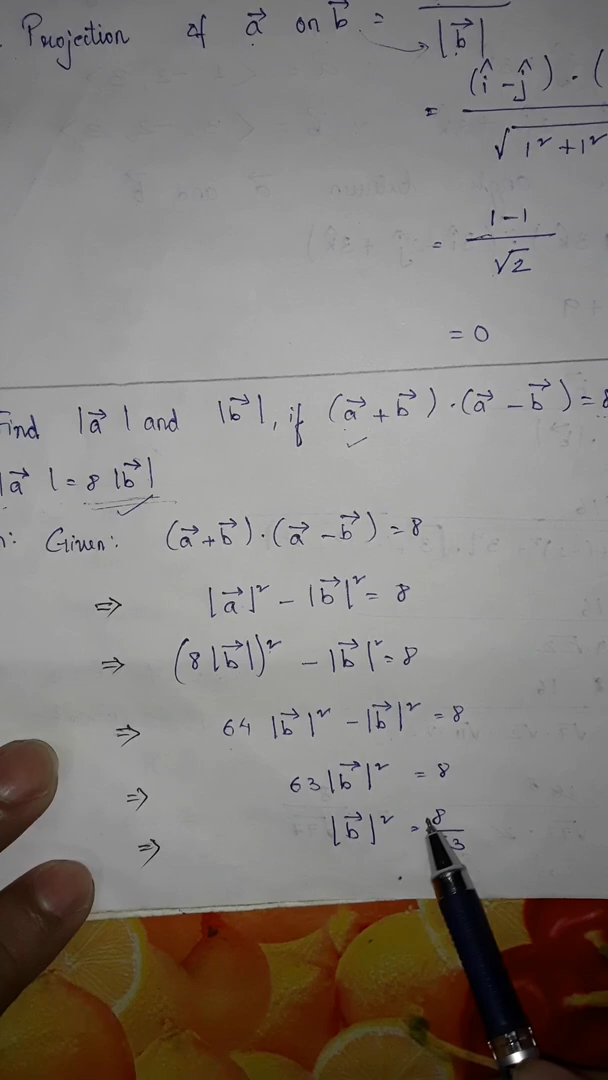 Projection of a⃗ on b⃗ = / |b⃗|
= (î - ĵ) · ( / √1² + 1²
= 1 - 1 / √2
= 0
Find |a⃗| and |b⃗|, if (a⃗ + b⃗) · (a⃗ - b⃗) = 8
|a⃗| = 8 |b⃗|
Given: (a⃗ + b⃗) · (a⃗ - b⃗) = 8
⇒ |a⃗|² - |b⃗|² = 8
⇒ (8 |b⃗|)² - |b⃗|² = 8
⇒ 64 |b⃗|² - |b⃗|² = 8
⇒ 63 |b⃗|² = 8
⇒ |b⃗|² = 8 / 3